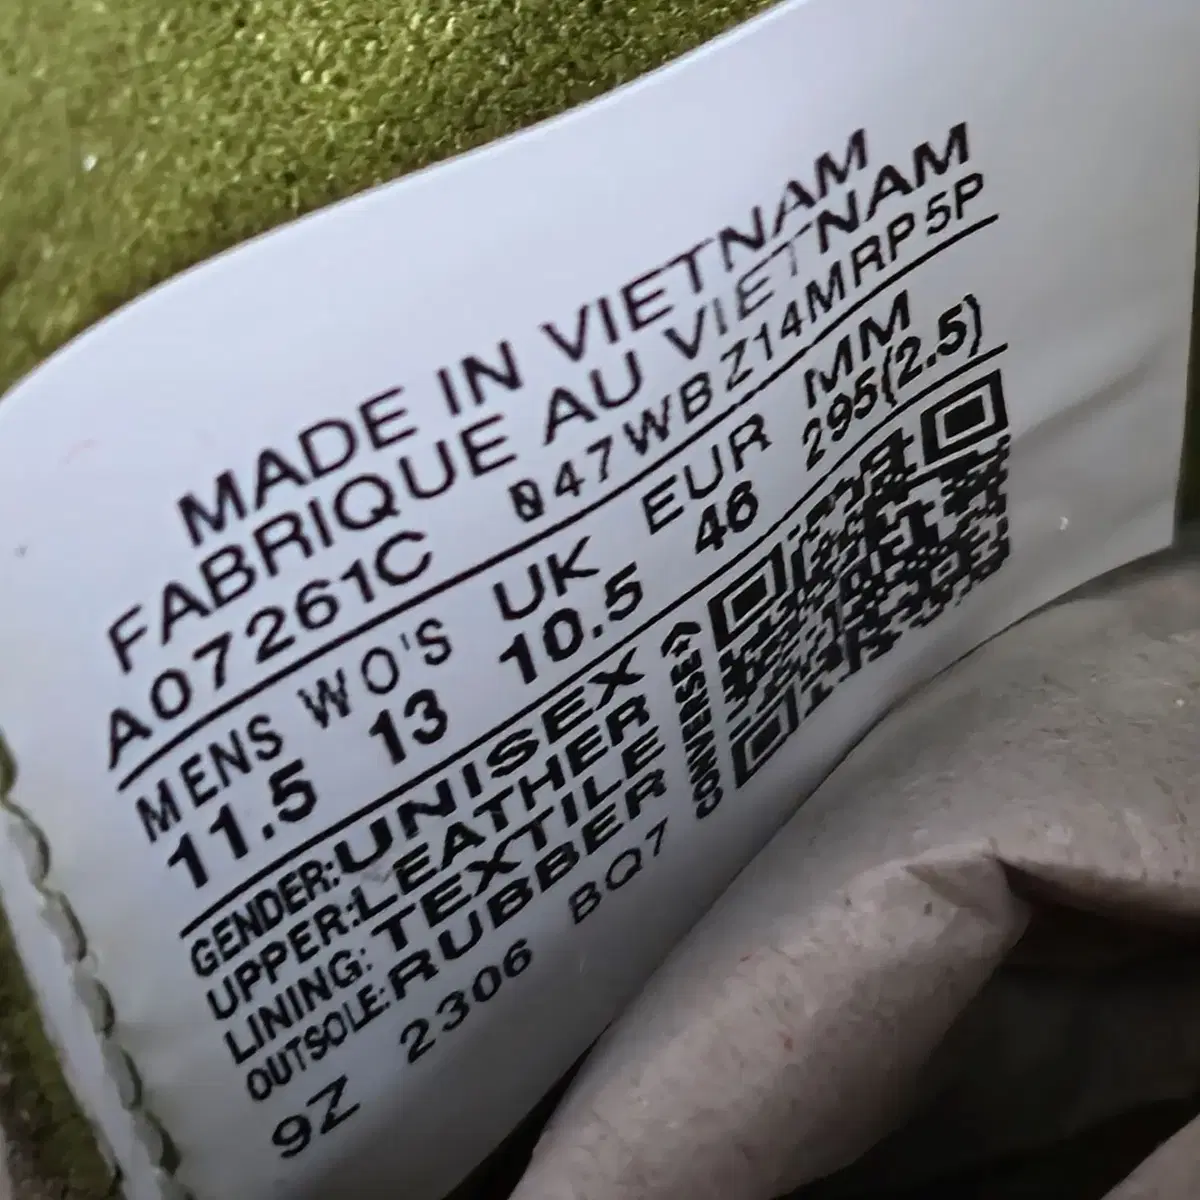 MADE IN VIETNAM
FABRIQUE AU VIETNAM
A07261C 047WBZ14MRP5P
MENS WO'S UK EUR MM
11.5 13 10.5 46 295(2.5)
GENDER:UNISEX
UPPER:LEATHER
LINING:TEXTILE
OUTSOLE:RUBBER
CONVERSE
9Z 2306 BQ7